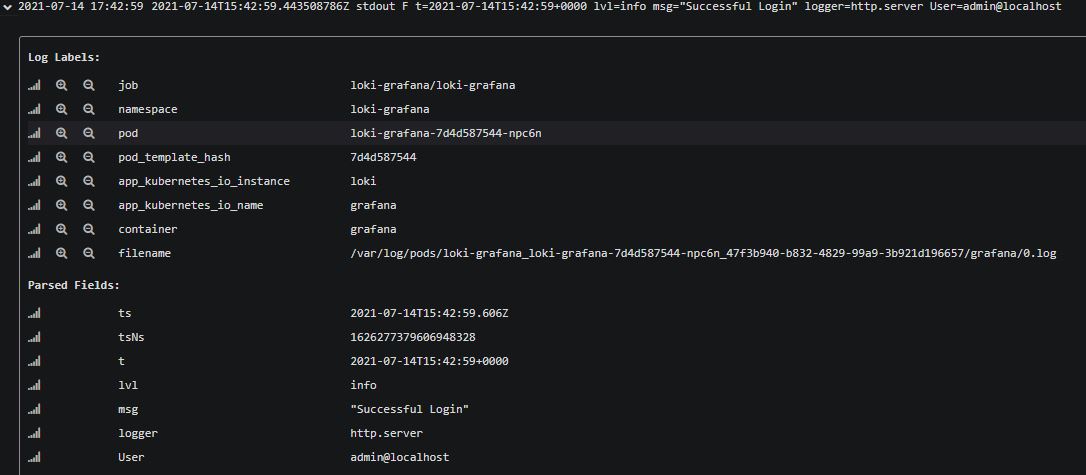 2021-07-14 17:42:59 2021-07-14T15:42:59.443508786Z stdout F t=2021-07-14T15:42:59+0000 lvl=info msg="Successful Login" logger=http.server User=admin@localhost
Log Labels:
job loki-grafana/loki-grafana
namespace loki-grafana
pod loki-grafana-7d4d587544-npc6n
pod_template_hash 7d4d587544
app_kubernetes_io_instance loki
app_kubernetes_io_name grafana
container grafana
filename /var/log/pods/loki-grafana_loki-grafana-7d4d587544-npc6n_47f3b940-b832-4829-99a9-3b921d196657/grafana/0.log
Parsed Fields:
ts 2021-07-14T15:42:59.606Z
tsNs 1626277379606948328
t 2021-07-14T15:42:59+0000
lvl info
msg "Successful Login"
logger http.server
User admin@localhost